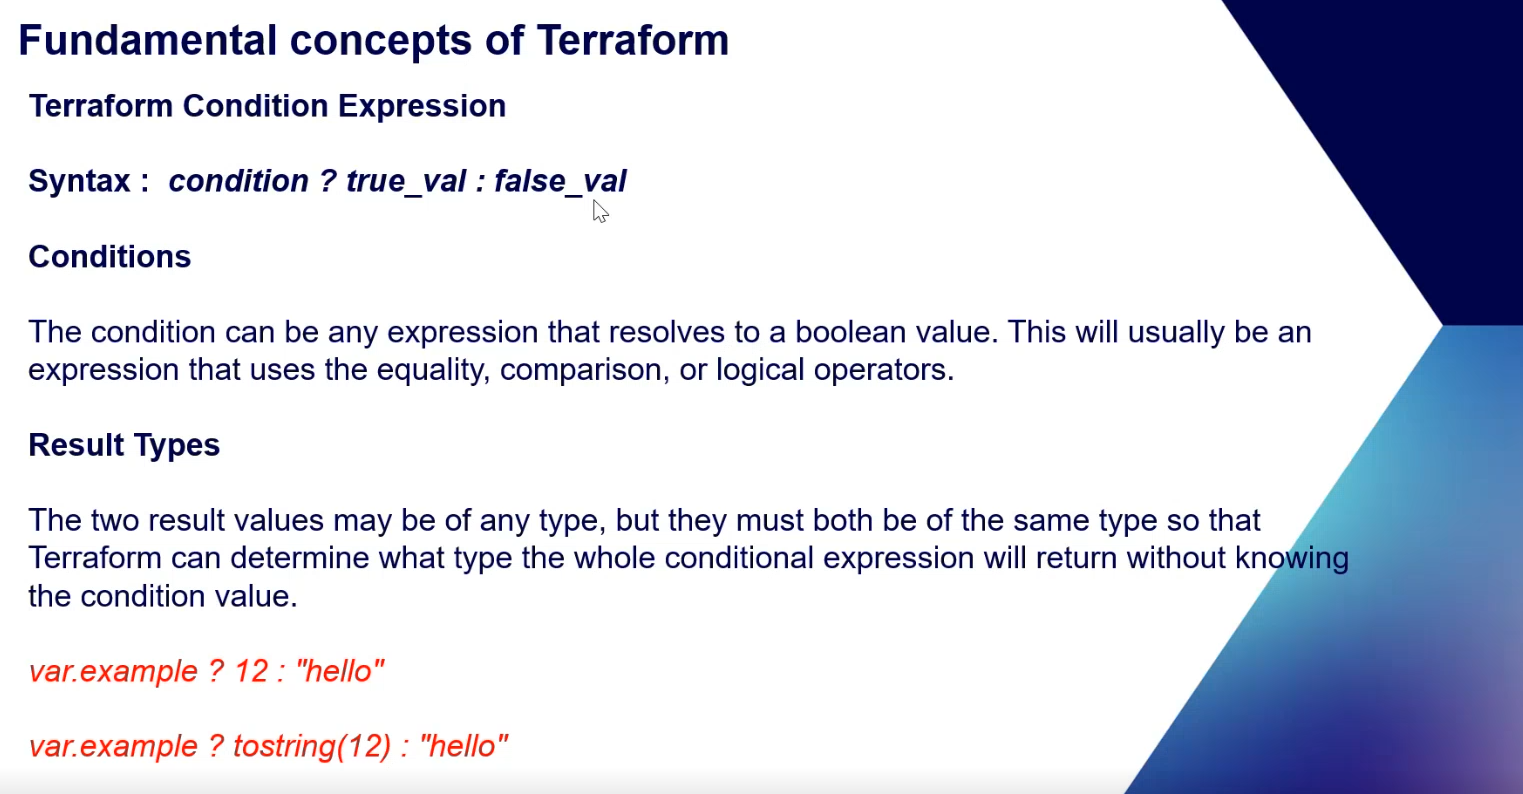 Fundamental concepts of Terraform
Terraform Condition Expression
Syntax : condition ? true_val : false_val
Conditions
The condition can be any expression that resolves to a boolean value. This will usually be an
expression that uses the equality, comparison, or logical operators.
Result Types
The two result values may be of any type, but they must both be of the same type so that
Terraform can determine what type the whole conditional expression will return without knowing
the condition value.
var.example ? 12 : "hello"
var.example ? tostring(12) : "hello"